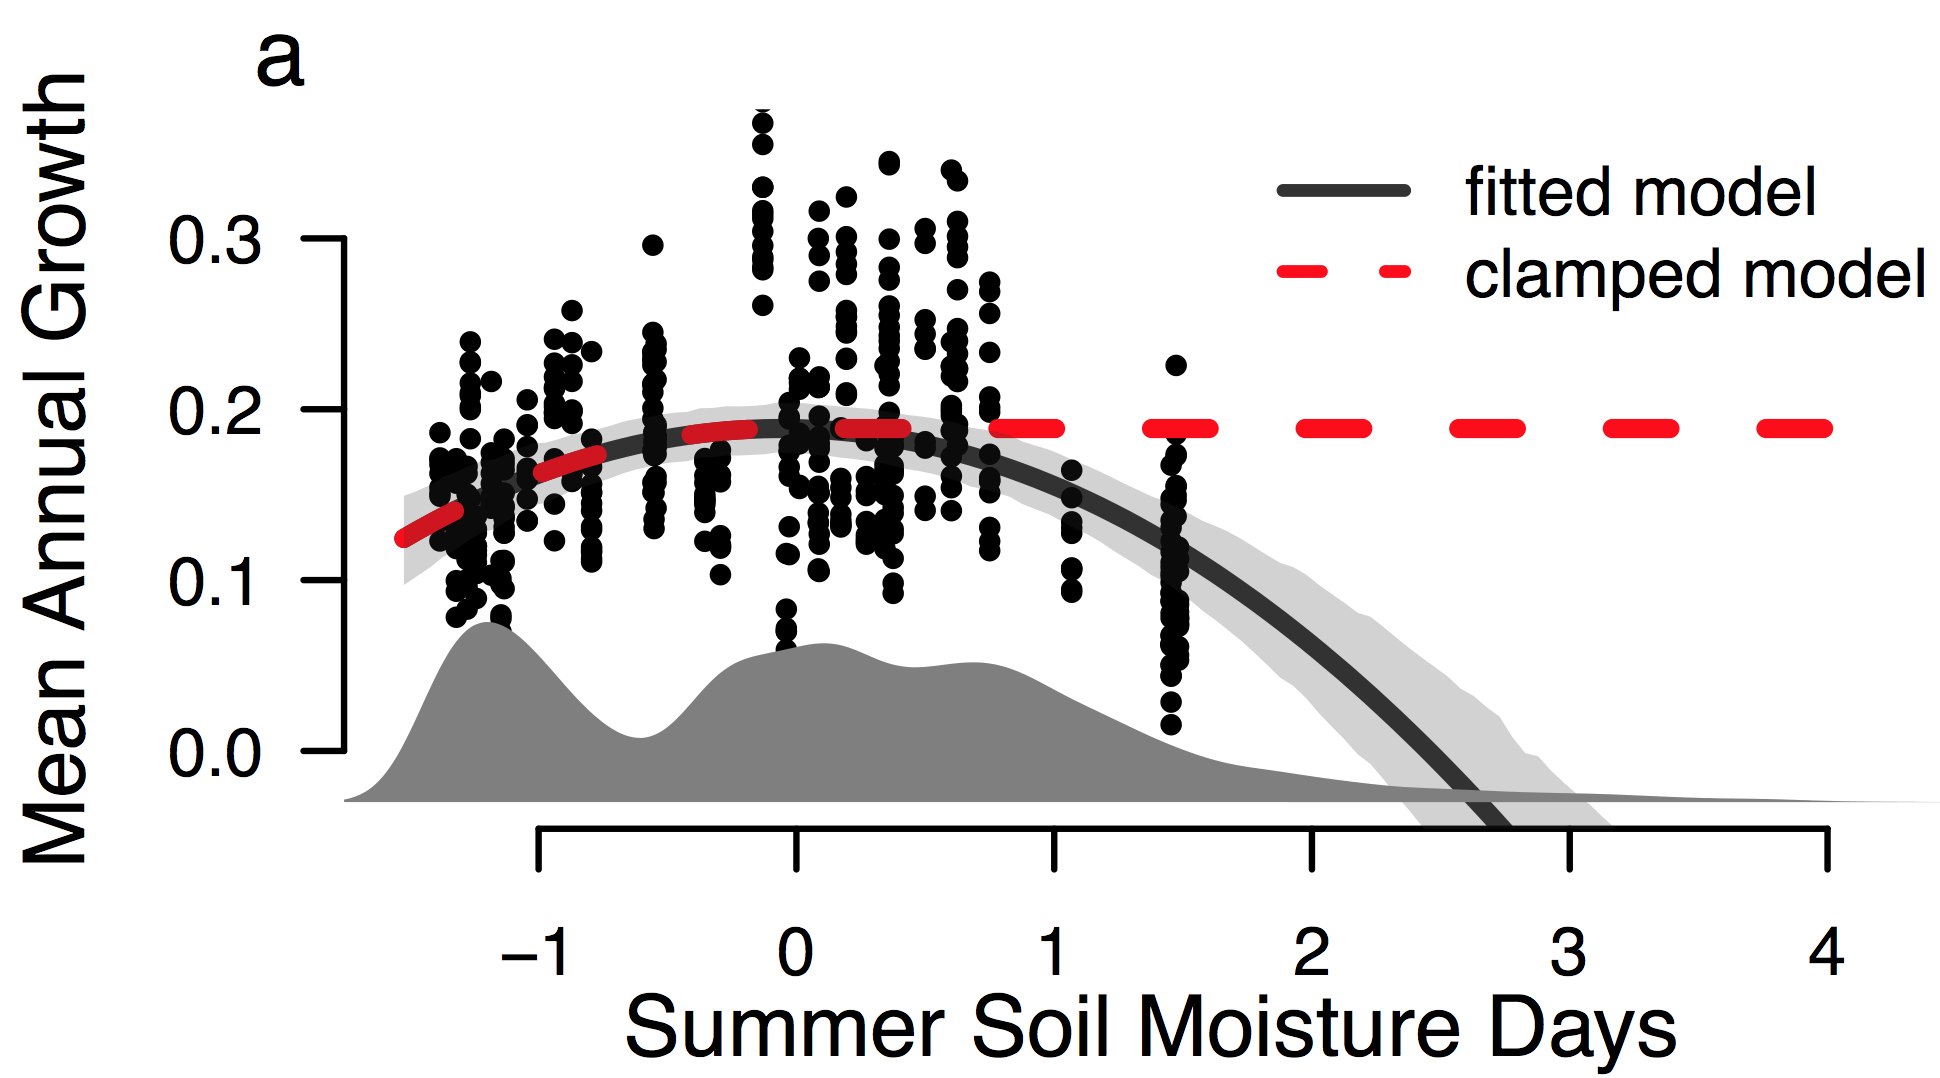 a
Mean Annual Growth
0.3
0.2
0.1
0.0
fitted model
clamped model
−1 0 1 2 3 4
Summer Soil Moisture Days